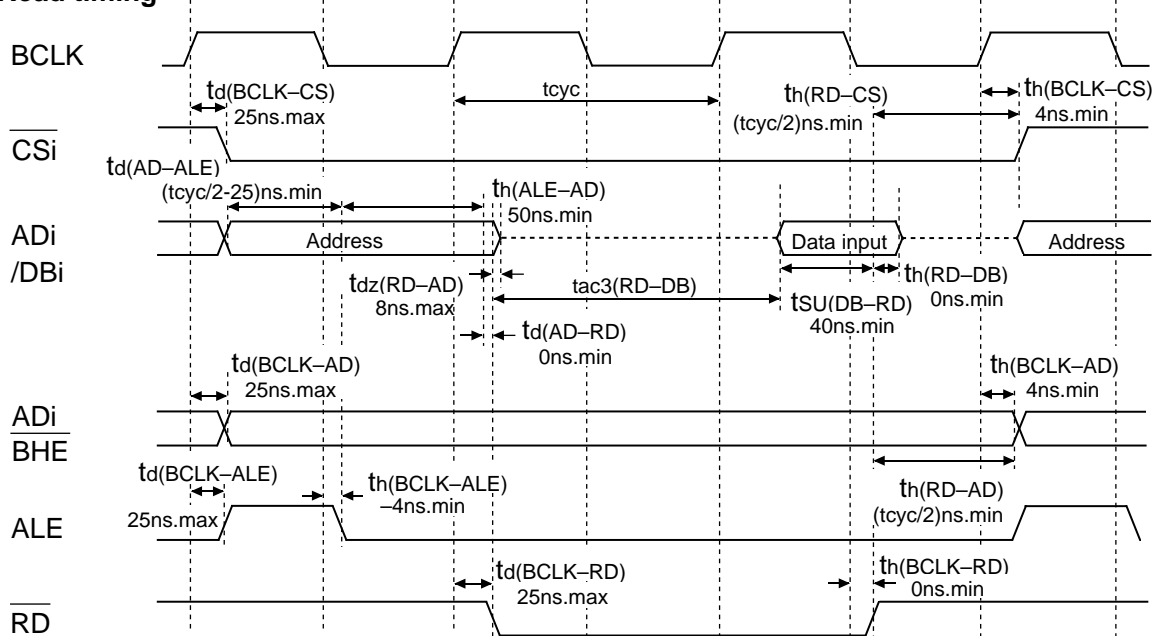 Read timing
BCLK
td(BCLK–CS)
25ns.max
tcyc
th(RD–CS)
(tcyc/2)ns.min
th(BCLK–CS)
4ns.min
CSi
td(AD–ALE)
(tcyc/2-25)ns.min
th(ALE–AD)
50ns.min
ADi
/DBi
Address
Data input
Address
tdz(RD–AD)
8ns.max
tac3(RD–DB)
th(RD–DB)
0ns.min
tSU(DB–RD)
40ns.min
td(AD–RD)
0ns.min
td(BCLK–AD)
25ns.max
th(BCLK–AD)
4ns.min
ADi
BHE
td(BCLK–ALE)
25ns.max
th(BCLK–ALE)
–4ns.min
th(RD–AD)
(tcyc/2)ns.min
ALE
td(BCLK–RD)
25ns.max
th(BCLK–RD)
0ns.min
RD